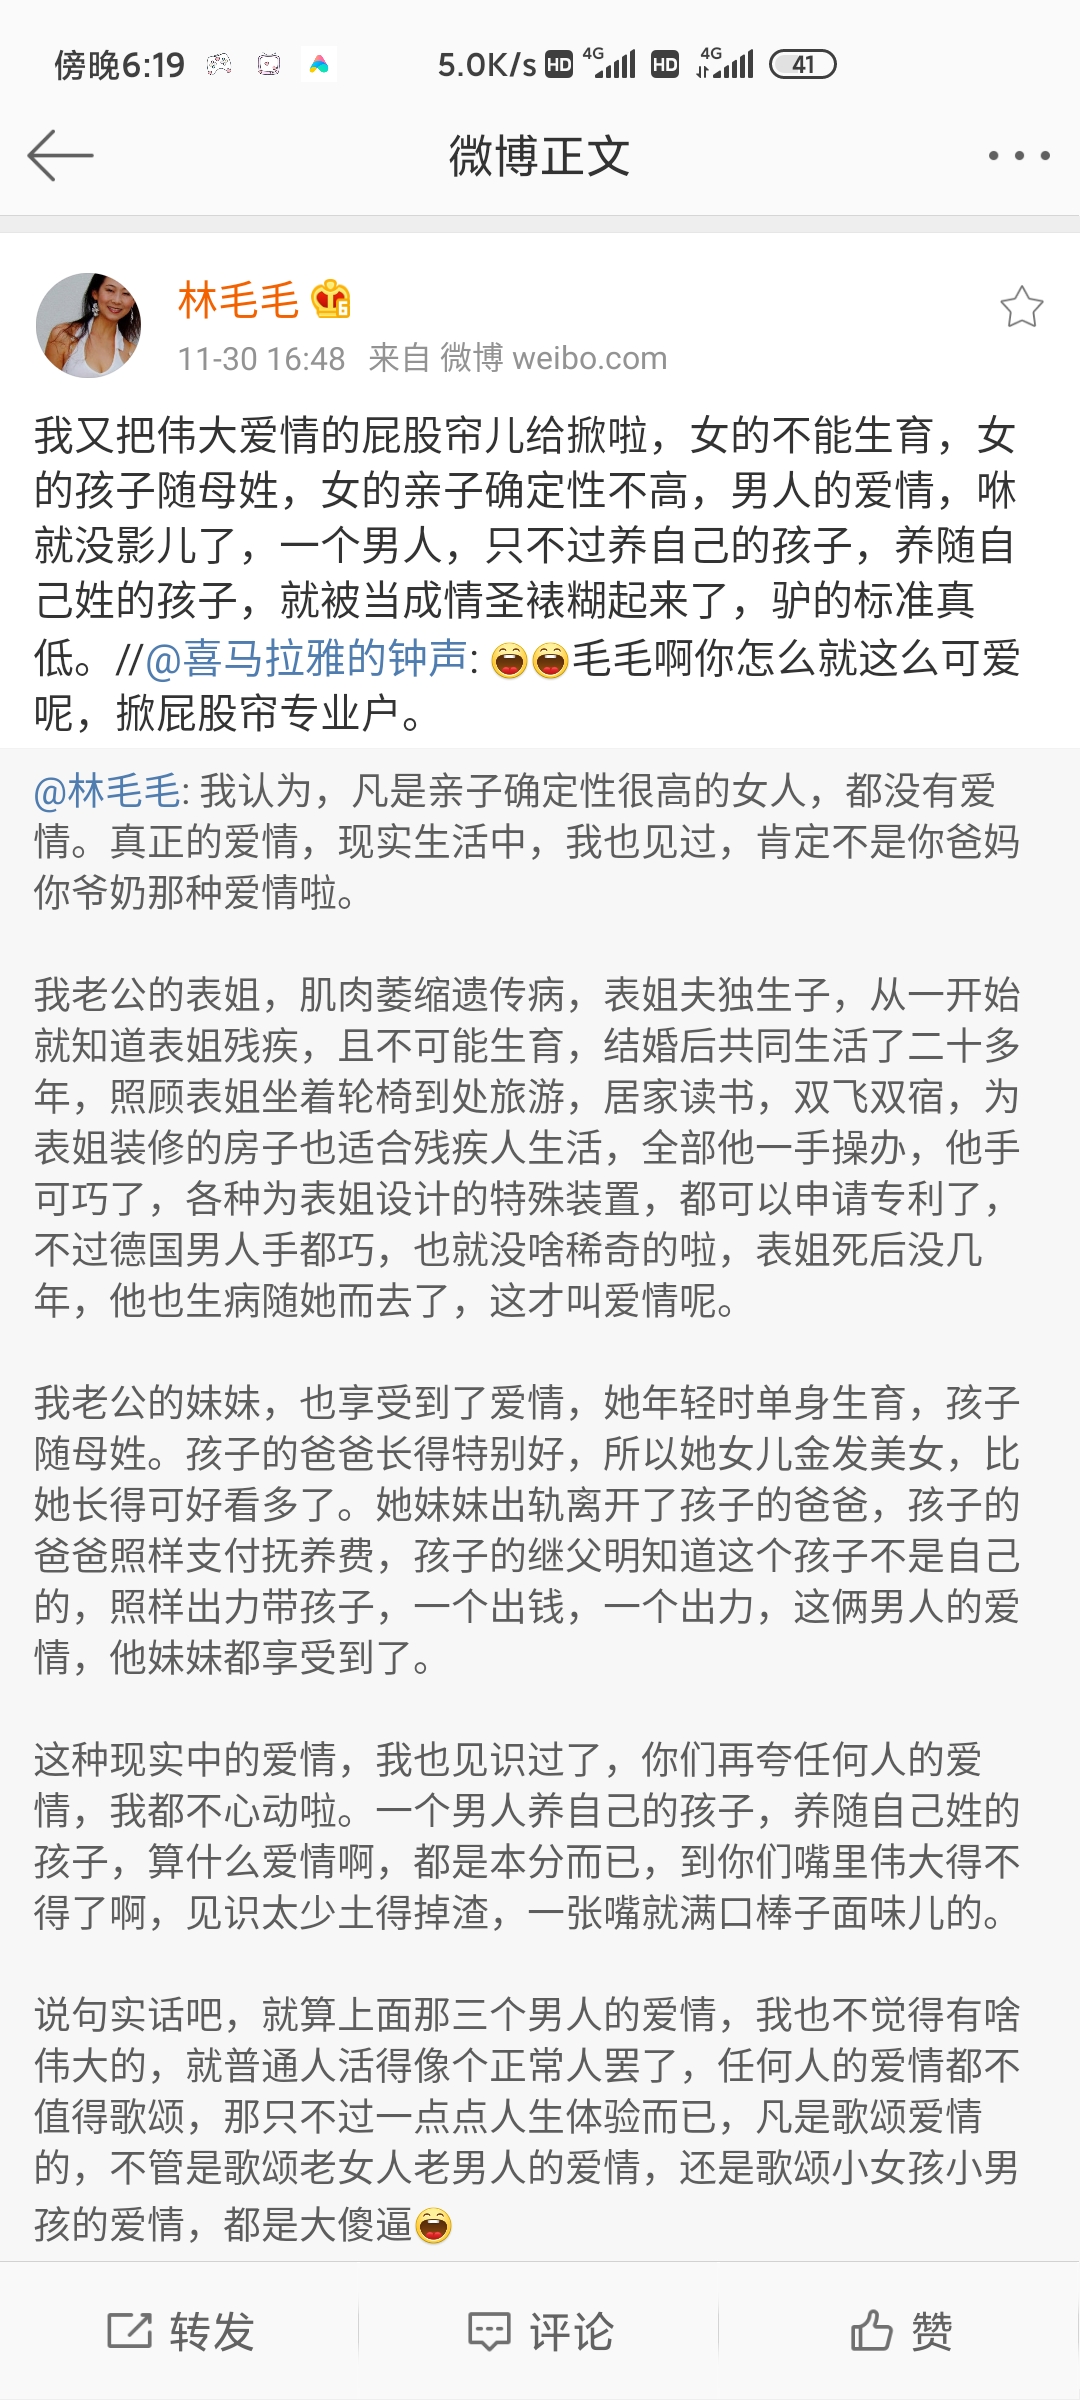 傍晚6:19 5.0K/s HD 4G HD 4G 41
微博正文
林毛毛
11-30 16:48 来自 微博 weibo.com
我又把伟大爱情的屁股帘儿给掀啦，女的不能生育，女
的孩子随母姓，女的亲子确定性不高，男人的爱情，咻
就没影儿了，一个男人，只不过养自己的孩子，养随自
己姓的孩子，就被当成情圣裱糊起来了，驴的标准真
低。//@喜马拉雅的钟声: 毛毛啊你怎么就这么可爱
呢，掀屁股帘专业户。
@林毛毛: 我认为，凡是亲子确定性很高的女人，都没有爱
情。真正的爱情，现实生活中，我也见过，肯定不是你爸妈
你爷奶那种爱情啦。
我老公的表姐，肌肉萎缩遗传病，表姐夫独生子，从一开始
就知道表姐残疾，且不可能生育，结婚后共同生活了二十多
年，照顾表姐坐着轮椅到处旅游，居家读书，双飞双宿，为
表姐装修的房子也适合残疾人生活，全部他一手操办，他手
可巧了，各种为表姐设计的特殊装置，都可以申请专利了，
不过德国男人手都巧，也就没啥稀奇的啦，表姐死后没几
年，他也生病随她而去了，这才叫爱情呢。
我老公的妹妹，也享受到了爱情，她年轻时单身生育，孩子
随母姓。孩子的爸爸长得特别好，所以她女儿金发美女，比
她长得可好看多了。她妹妹出轨离开了孩子的爸爸，孩子的
爸爸照样支付抚养费，孩子的继父明知道这个孩子不是自己
的，照样出力带孩子，一个出钱，一个出力，这俩男人的爱
情，他妹妹都享受到了。
这种现实中的爱情，我也见识过了，你们再夸任何人的爱
情，我都不心动啦。一个男人养自己的孩子，养随自己姓的
孩子，算什么爱情啊，都是本分而已，到你们嘴里伟大得不
得了啊，见识太少土得掉渣，一张嘴就满口棒子面味儿的。
说句实话吧，就算上面那三个男人的爱情，我也不觉得有啥
伟大的，就普通人活得像个正常人罢了，任何人的爱情都不
值得歌颂，那只不过一点点人生体验而已，凡是歌颂爱情
的，不管是歌颂老女人老男人的爱情，还是歌颂小女孩小男
孩的爱情，都是大傻逼
转发 评论 赞